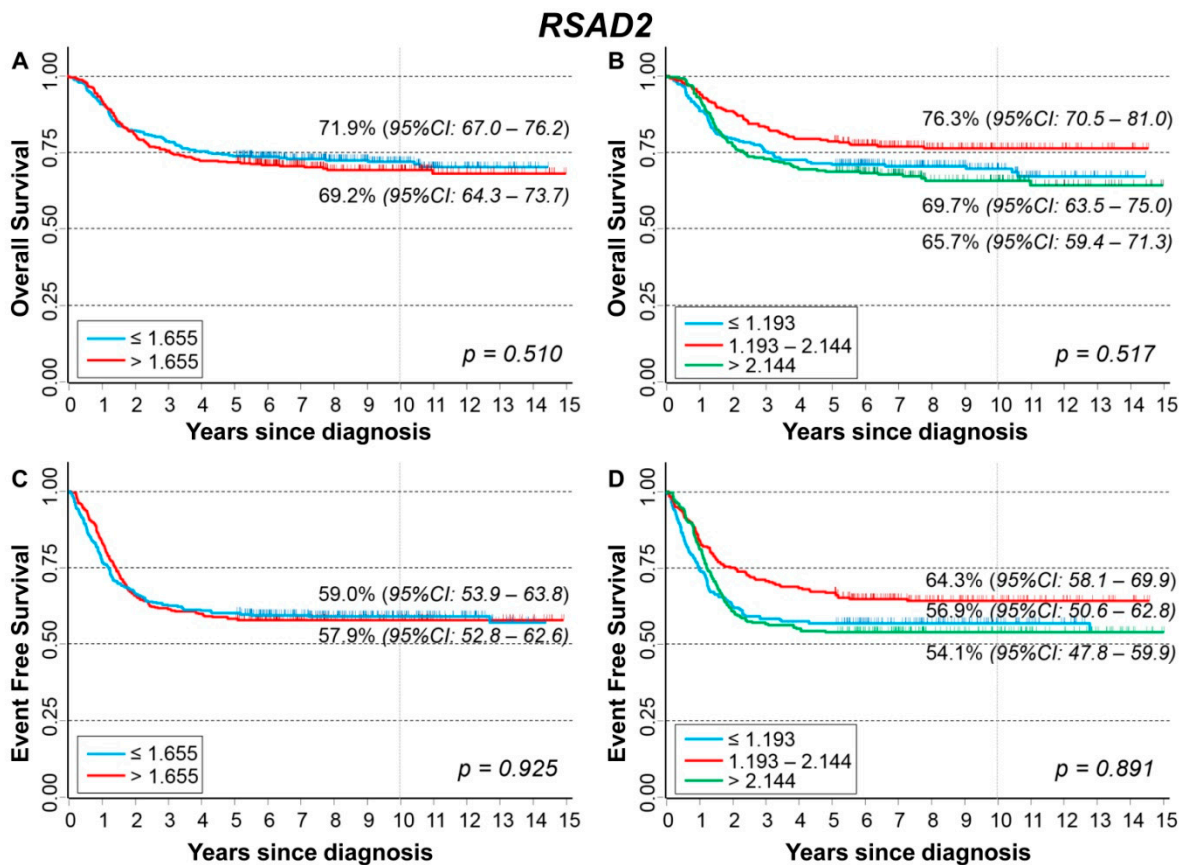 RSAD2
A
Overall Survival
1.00
0.75
0.50
0.25
0.00
71.9% (95%CI: 67.0 – 76.2)
69.2% (95%CI: 64.3 – 73.7)
≤ 1.655
> 1.655
p = 0.510
0 1 2 3 4 5 6 7 8 9 10 11 12 13 14 15
Years since diagnosis
B
Overall Survival
1.00
0.75
0.50
0.25
0.00
76.3% (95%CI: 70.5 – 81.0)
69.7% (95%CI: 63.5 – 75.0)
65.7% (95%CI: 59.4 – 71.3)
≤ 1.193
1.193 – 2.144
> 2.144
p = 0.517
0 1 2 3 4 5 6 7 8 9 10 11 12 13 14 15
Years since diagnosis
C
Event Free Survival
1.00
0.75
0.50
0.25
0.00
59.0% (95%CI: 53.9 – 63.8)
57.9% (95%CI: 52.8 – 62.6)
≤ 1.655
> 1.655
p = 0.925
0 1 2 3 4 5 6 7 8 9 10 11 12 13 14 15
Years since diagnosis
D
Event Free Survival
1.00
0.75
0.50
0.25
0.00
64.3% (95%CI: 58.1 – 69.9)
56.9% (95%CI: 50.6 – 62.8)
54.1% (95%CI: 47.8 – 59.9)
≤ 1.193
1.193 – 2.144
> 2.144
p = 0.891
0 1 2 3 4 5 6 7 8 9 10 11 12 13 14 15
Years since diagnosis